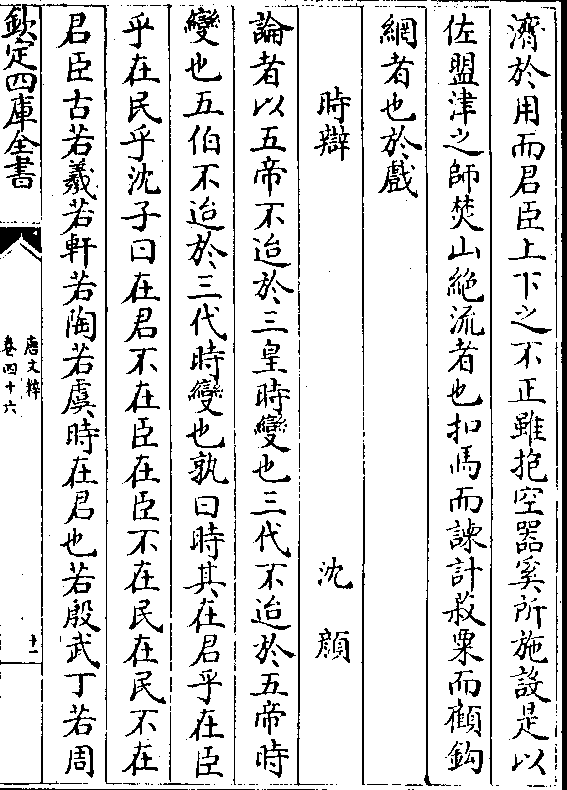 濟於用而君臣上下之不正雖抱空器奚所施設是以
佐盟津之師焚山絶流者也扣馬而諫計菽粟而顧鈎
網者也於戲
時辯 沈顔
論者以五帝不迨於三皇時變也三代不迨於五帝時
變也五伯不迨於三代時變也孰曰時其在君乎在臣
乎在民乎沈子曰在君不在臣在臣不在民在民不在
君臣古若羲若軒若陶若虞時在君也若殷武丁若周
欽定四庫全書
唐文粹
卷四十六
十一